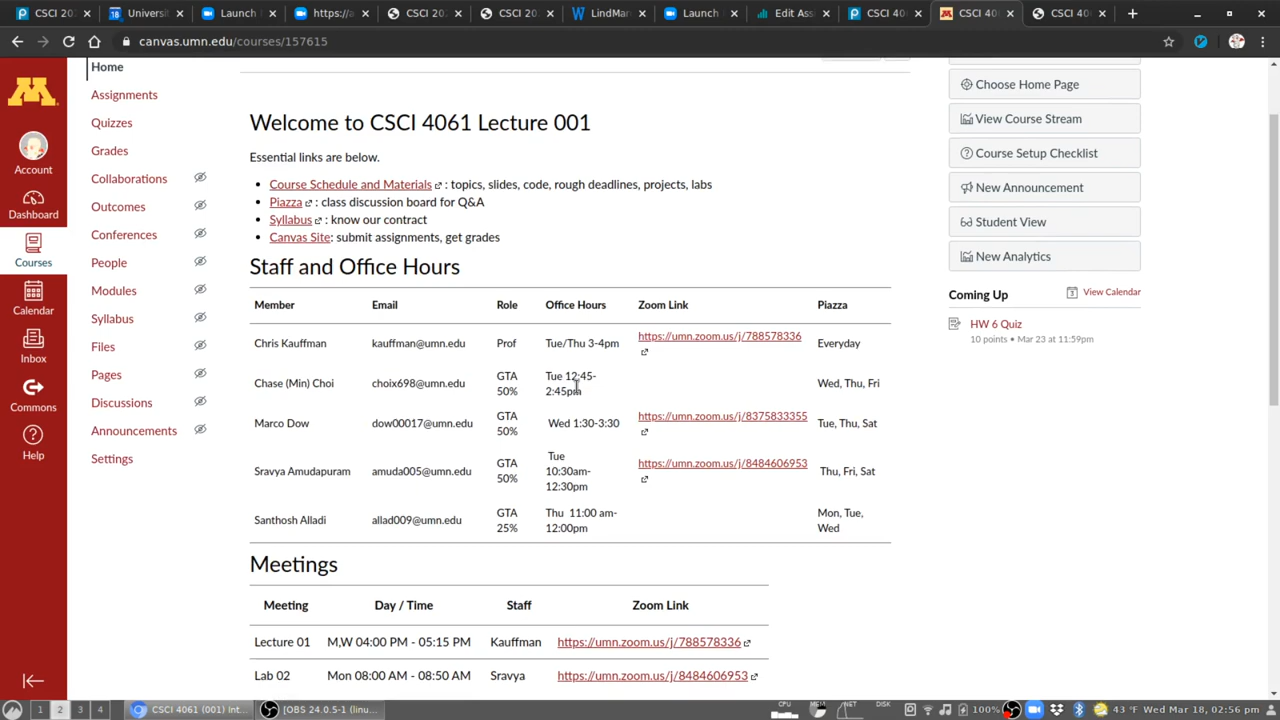 CSCI 20
Universi
Launch
https://a
CSCI 20
CSCI 20
LindMar
Launch
Edit Ass
CSCI 40
CSCI 40
CSCI 40
canvas.umn.edu/courses/157615
Account
Dashboard
Courses
Calendar
Inbox
Commons
Help
Home
Assignments
Quizzes
Grades
Collaborations
Outcomes
Conferences
People
Modules
Syllabus
Files
Pages
Discussions
Announcements
Settings
Welcome to CSCI 4061 Lecture 001
Essential links are below.
• Course Schedule and Materials : topics, slides, code, rough deadlines, projects, labs
• Piazza : class discussion board for Q&A
• Syllabus : know our contract
• Canvas Site: submit assignments, get grades
Staff and Office Hours
Member Email Role Office Hours Zoom Link Piazza
Chris Kauffman kauffman@umn.edu Prof Tue/Thu 3-4pm https://umn.zoom.us/j/788578336 Everyday
Chase (Min) Choi choix698@umn.edu GTA 50% Tue 12:45-2:45pm Wed, Thu, Fri
Marco Dow dow00017@umn.edu GTA 50% Wed 1:30-3:30 https://umn.zoom.us/j/8375833355 Tue, Thu, Sat
Sravya Amudapuram amuda005@umn.edu GTA 50% Tue 10:30am-12:30pm https://umn.zoom.us/j/8484606953 Thu, Fri, Sat
Santhosh Alladi allad009@umn.edu GTA 25% Thu 11:00 am-12:00pm Mon, Tue, Wed
Meetings
Meeting Day / Time Staff Zoom Link
Lecture 01 M,W 04:00 PM - 05:15 PM Kauffman https://umn.zoom.us/j/788578336
Lab 02 Mon 08:00 AM - 08:50 AM Sravya https://umn.zoom.us/j/8484606953
Choose Home Page
View Course Stream
Course Setup Checklist
New Announcement
Student View
New Analytics
Coming Up View Calendar
HW 6 Quiz
10 points • Mar 23 at 11:59pm
1 2 3 4
CSCI 4061 (001) Int...
[OBS 24.0.5-1 (linu...
CPU MEM NET DISK
100%
43 °F Wed Mar 18, 02:56 pm